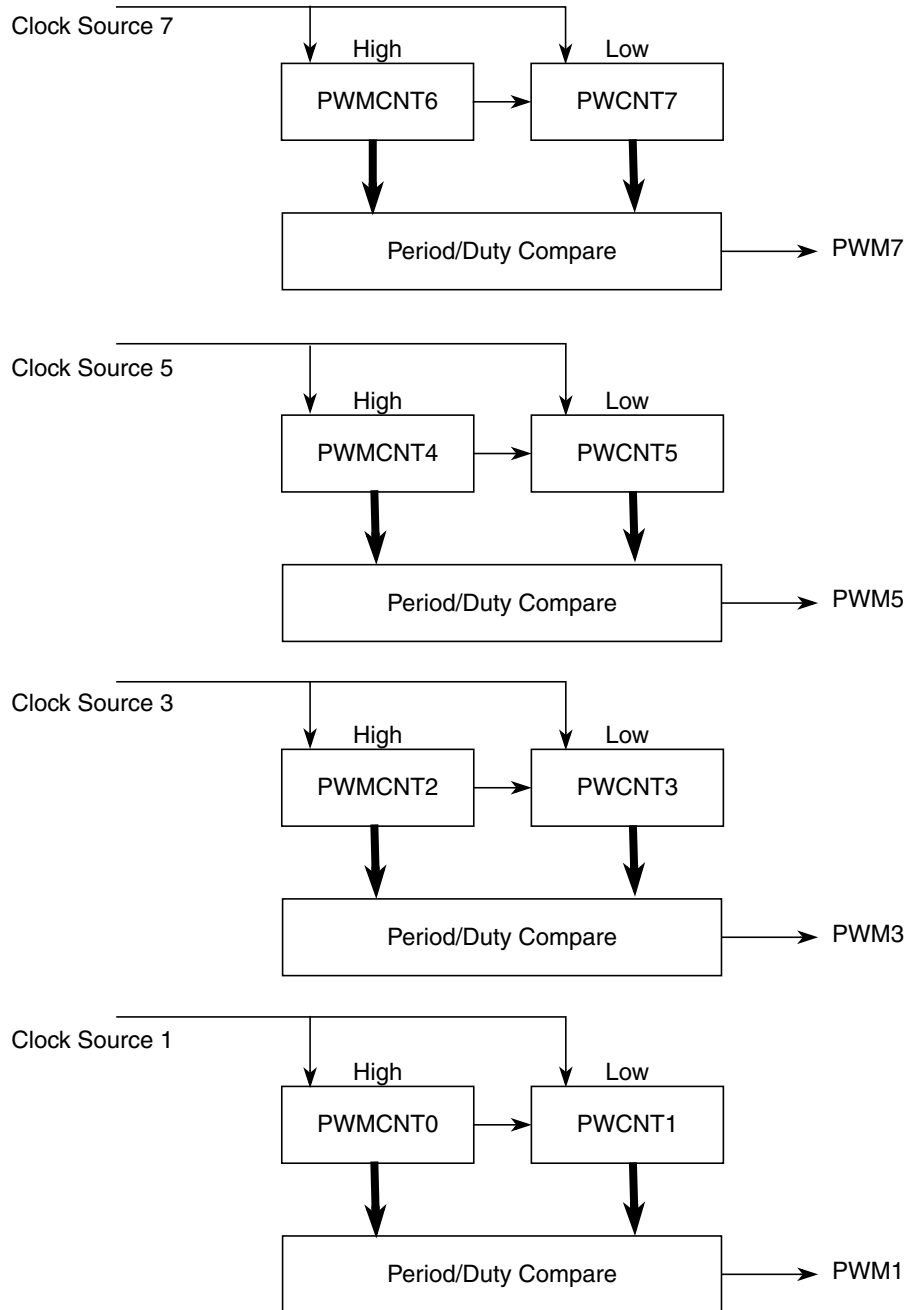 Clock Source 7
High
Low
PWMCNT6
PWCNT7
Period/Duty Compare
PWM7
Clock Source 5
High
Low
PWMCNT4
PWCNT5
Period/Duty Compare
PWM5
Clock Source 3
High
Low
PWMCNT2
PWCNT3
Period/Duty Compare
PWM3
Clock Source 1
High
Low
PWMCNT0
PWCNT1
Period/Duty Compare
PWM1